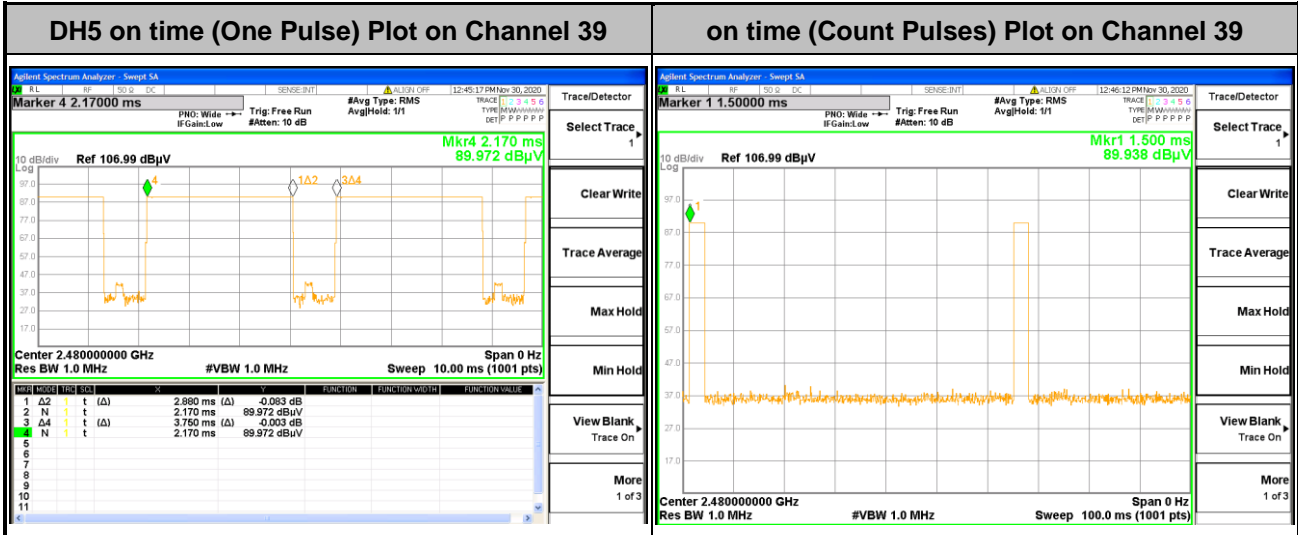 DH5 on time (One Pulse) Plot on Channel 39
Agilent Spectrum Analyzer - Swept SA
RL RF 50 Ω DC SENSE:INT ALIGN OFF 12:45:17 PM Nov 30, 2020
Marker 4 2.17000 ms
PNO: Wide
IFGain:Low
Trig: Free Run
#Atten: 10 dB
#Avg Type: RMS
Avg|Hold: 1/1
TRACE 1 2 3 4 5 6
TYPE
DET P P P P P P
Mkr4 2.170 ms
89.972 dBµV
10 dB/div Ref 106.99 dBµV
Log
97.0
87.0
77.0
67.0
57.0
47.0
37.0
27.0
17.0
4
1Δ2
3Δ4
Center 2.480000000 GHz Span 0 Hz
Res BW 1.0 MHz #VBW 1.0 MHz Sweep 10.00 ms (1001 pts)
MKR MODE TRC SCL X Y FUNCTION FUNCTION WIDTH FUNCTION VALUE
1 Δ2 1 t (Δ) 2.880 ms (Δ) -0.083 dB
2 N 1 t 2.170 ms 89.972 dBµV
3 Δ4 1 t (Δ) 3.750 ms (Δ) -0.003 dB
4 N 1 t 2.170 ms 89.972 dBµV
5
6
7
8
9
10
11
Trace/Detector
Select Trace
1
Clear Write
Trace Average
Max Hold
Min Hold
View Blank
Trace On
More
1 of 3
on time (Count Pulses) Plot on Channel 39
Agilent Spectrum Analyzer - Swept SA
RL RF 50 Ω DC SENSE:INT ALIGN OFF 12:46:12 PM Nov 30, 2020
Marker 1 1.50000 ms
PNO: Wide
IFGain:Low
Trig: Free Run
#Atten: 10 dB
#Avg Type: RMS
Avg|Hold: 1/1
TRACE 1 2 3 4 5 6
TYPE
DET P P P P P P
Mkr1 1.500 ms
89.938 dBµV
10 dB/div Ref 106.99 dBµV
Log
97.0
87.0
77.0
67.0
57.0
47.0
37.0
27.0
17.0
1
Center 2.480000000 GHz Span 0 Hz
Res BW 1.0 MHz #VBW 1.0 MHz Sweep 100.0 ms (1001 pts)
Trace/Detector
Select Trace
1
Clear Write
Trace Average
Max Hold
Min Hold
View Blank
Trace On
More
1 of 3